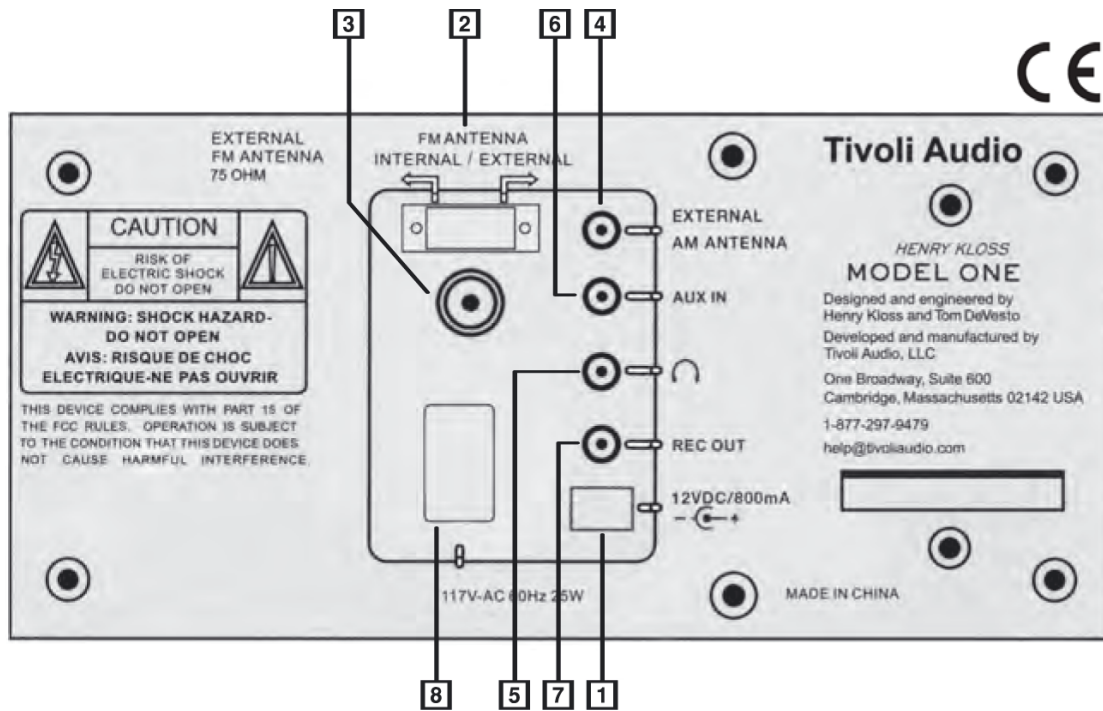 3
2
6
4
CE
EXTERNAL
FM ANTENNA
75 OHM
FM ANTENNA
INTERNAL / EXTERNAL
CAUTION
RISK OF
ELECTRIC SHOCK
DO NOT OPEN
WARNING: SHOCK HAZARD-
DO NOT OPEN
AVIS: RISQUE DE CHOC
ELECTRIQUE-NE PAS OUVRIR
THIS DEVICE COMPLIES WITH PART 15 OF
THE FCC RULES. OPERATION IS SUBJECT
TO THE CONDITION THAT THIS DEVICE DOES
NOT CAUSE HARMFUL INTERFERENCE.
EXTERNAL
AM ANTENNA
AUX IN
REC OUT
12VDC/800mA
- +
117V-AC 60Hz 25W
Tivoli Audio
HENRY KLOSS
MODEL ONE
Designed and engineered by
Henry Kloss and Tom DeVesto
Developed and manufactured by
Tivoli Audio, LLC
One Broadway, Suite 600
Cambridge, Massachusetts 02142 USA
1-877-297-9479
help@tivoliaudio.com
MADE IN CHINA
8
5
7
1